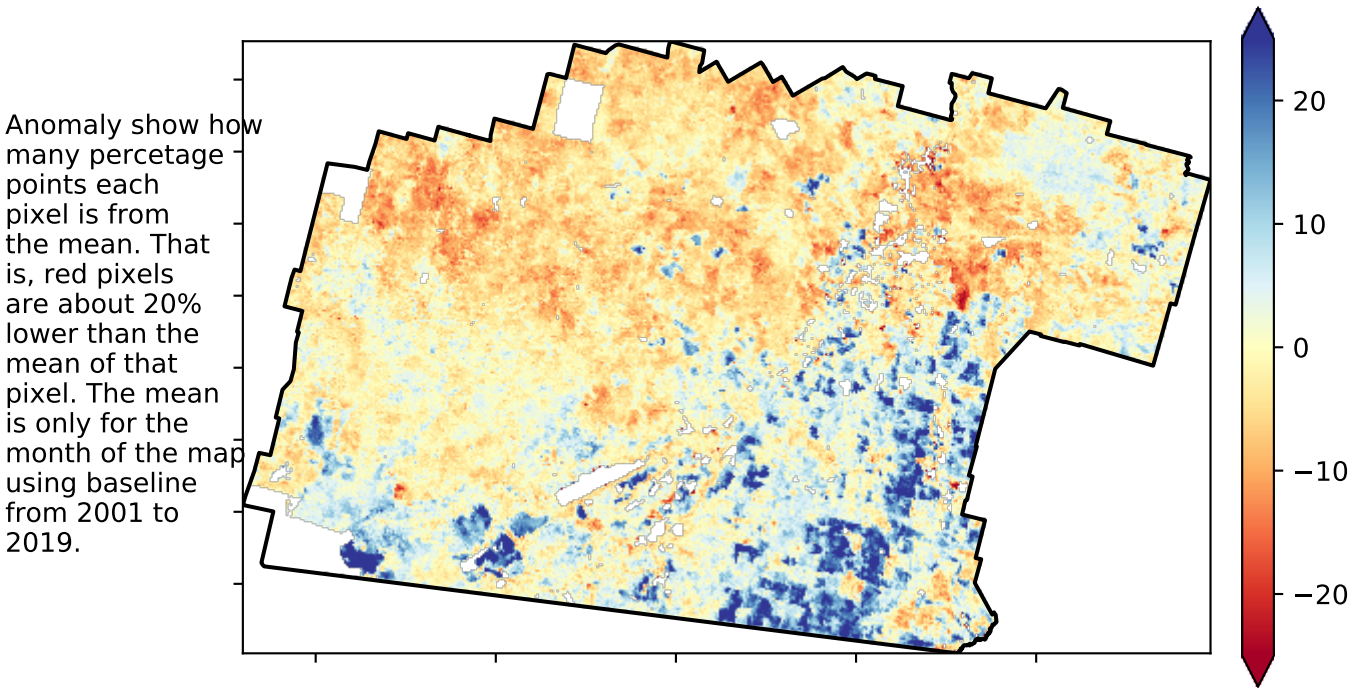 Anomaly show how
many percetage
points each
pixel is from
the mean. That
is, red pixels
are about 20%
lower than the
mean of that
pixel. The mean
is only for the
month of the map
using baseline
from 2001 to
2019.
20
10
0
−10
−20